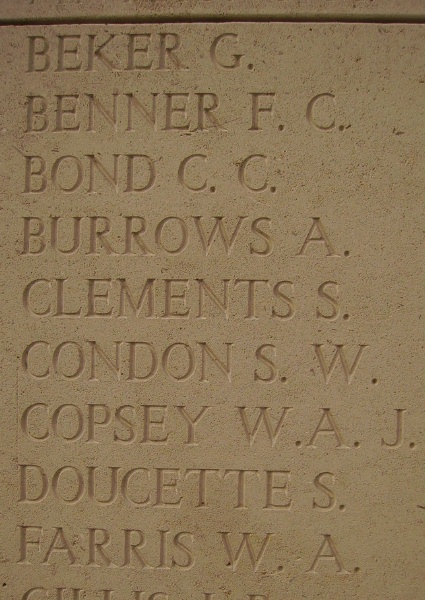 BEKER G.
BENNER F. C.
BOND C. C.
BURROWS A.
CLEMENTS S.
CONDON S. W.
COPSEY W.A. J.
DOUCETTE S.
FARRIS W. A.